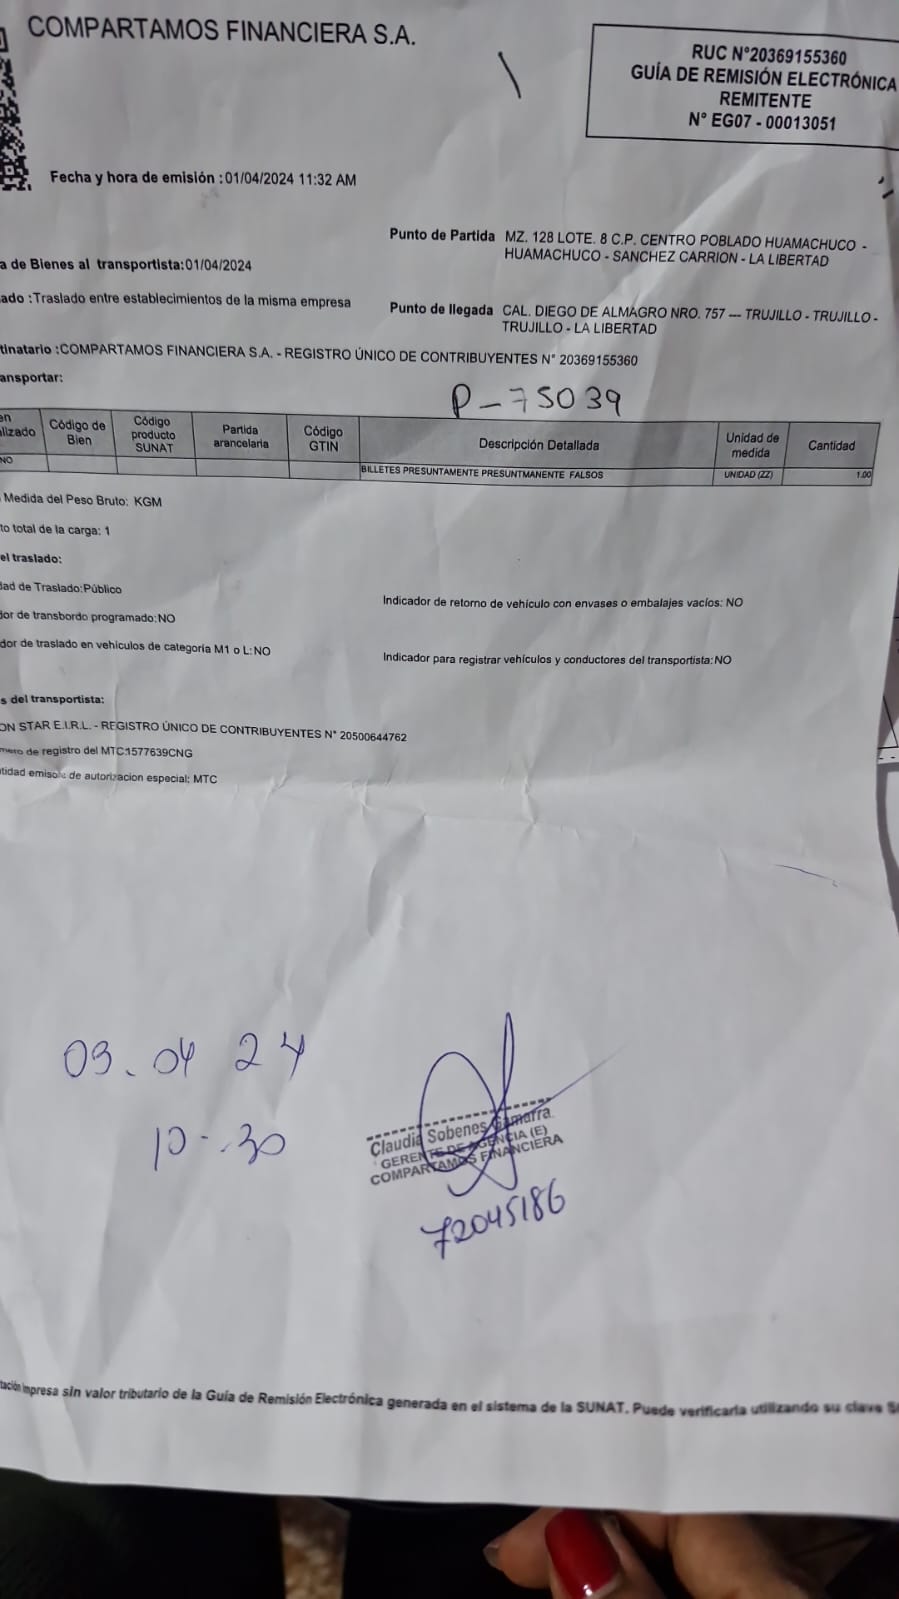 COMPARTAMOS FINANCIERA S.A.
RUC N°20369155360
GUÍA DE REMISIÓN ELECTRÓNICA
REMITENTE
N° EG07 - 00013051
Fecha y hora de emisión :01/04/2024 11:32 AM
Punto de Partida MZ. 128 LOTE. 8 C.P. CENTRO POBLADO HUAMACHUCO -
HUAMACHUCO - SANCHEZ CARRION - LA LIBERTAD
a de Bienes al transportista:01/04/2024
ado :Traslado entre establecimientos de la misma empresa
Punto de llegada CAL. DIEGO DE ALMAGRO NRO. 757 --- TRUJILLO - TRUJILLO -
TRUJILLO - LA LIBERTAD
tinatario :COMPARTAMOS FINANCIERA S.A. - REGISTRO ÚNICO DE CONTRIBUYENTES N° 20369155360
ansportar:
P-75039
en
lizado
Código de
Bien
Código
producto
SUNAT
Partida
arancelaria
Código
GTIN
Descripción Detallada
Unidad de
medida
Cantidad
NO
BILLETES PRESUNTAMENTE PRESUNTMANENTE FALSOS
UNIDAD (ZZ)
1.00
Medida del Peso Bruto: KGM
to total de la carga: 1
el traslado:
dad de Traslado:Público
Indicador de retorno de vehículo con envases o embalajes vacíos: NO
dor de transbordo programado:NO
dor de traslado en vehículos de categoría M1 o L:NO
Indicador para registrar vehículos y conductores del transportista:NO
s del transportista:
ON STAR E.I.R.L. - REGISTRO ÚNICO DE CONTRIBUYENTES N° 20500644762
mero de registro del MTC:1577639CNG
tidad emisora de autorizacion especial: MTC
03.04 24
10-.30
Claudia Sobenes Gamarra
GERENTE DE AGENCIA (E)
COMPARTAMOS FINANCIERA
72045186
tación impresa sin valor tributario de la Guía de Remisión Electrónica generada en el sistema de la SUNAT. Puede verificarla utilizando su clave S